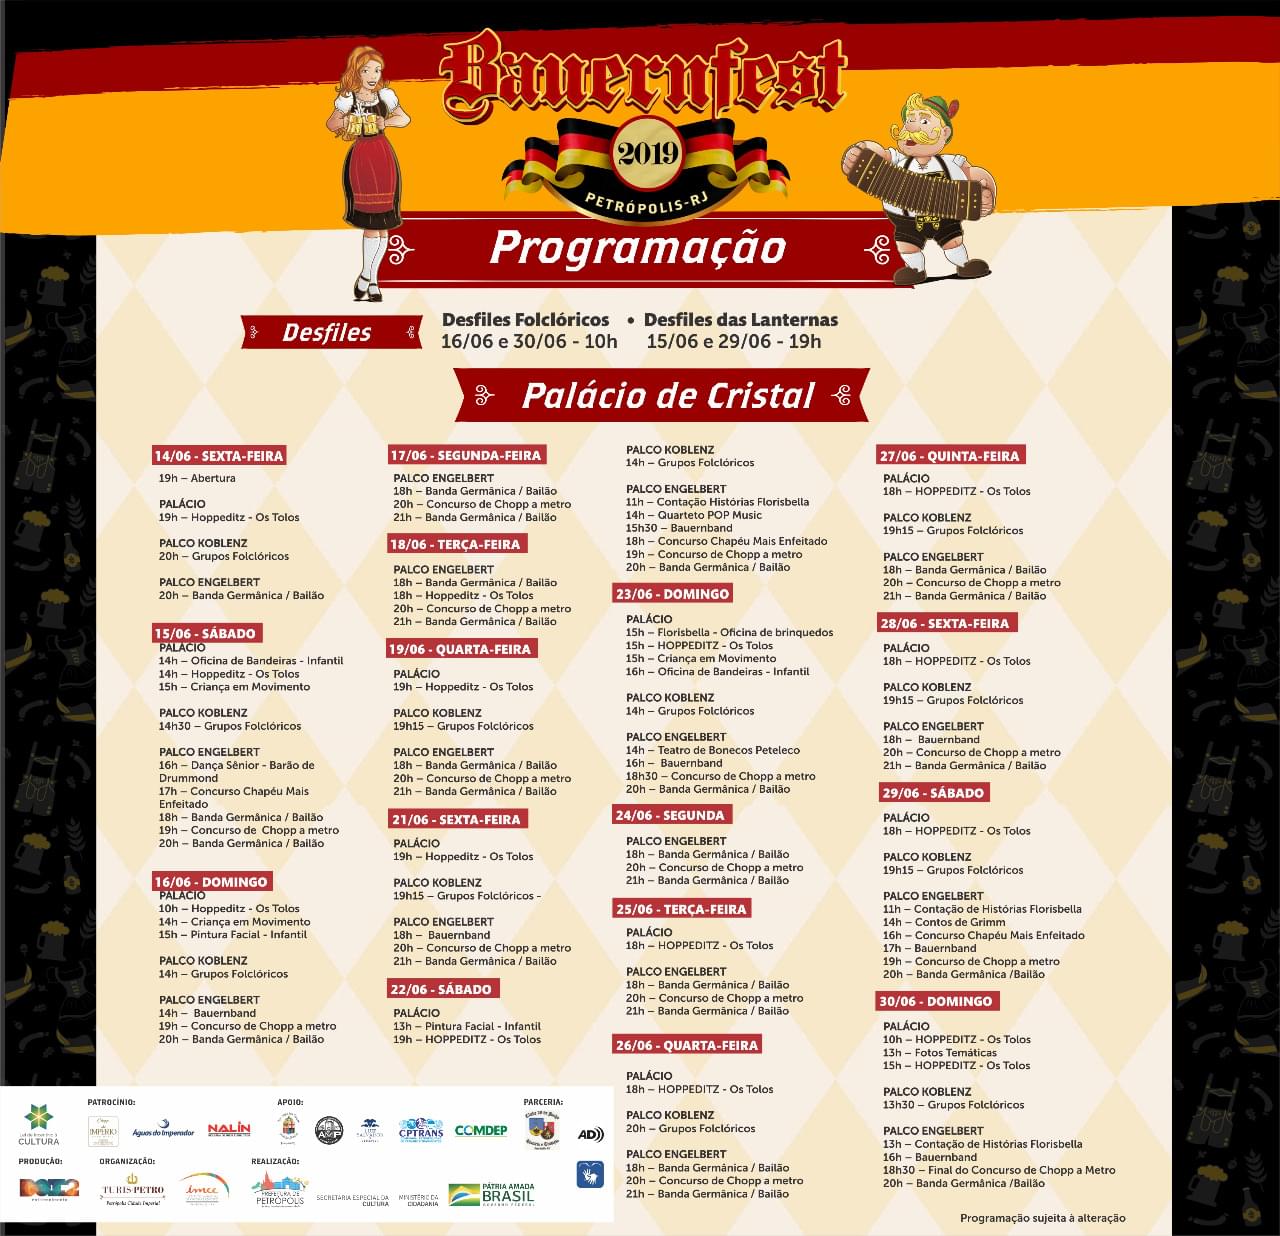 Bauernfest
2019
PETRÓPOLIS-RJ
Programação
Desfiles
Desfiles Folclóricos • Desfiles das Lanternas
16/06 e 30/06 - 10h 15/06 e 29/06 - 19h
Palácio de Cristal
14/06 - SEXTA-FEIRA
19h – Abertura
PALÁCIO
19h – Hoppeditz - Os Tolos
PALCO KOBLENZ
20h – Grupos Folclóricos
PALCO ENGELBERT
20h – Banda Germânica / Bailão
15/06 - SÁBADO
PALÁCIO
14h – Oficina de Bandeiras - Infantil
14h – Hoppeditz - Os Tolos
15h – Criança em Movimento
PALCO KOBLENZ
14h30 – Grupos Folclóricos
PALCO ENGELBERT
16h – Dança Sênior - Barão de
Drummond
17h – Concurso Chapéu Mais
Enfeitado
18h – Banda Germânica / Bailão
19h – Concurso de Chopp a metro
20h – Banda Germânica / Bailão
16/06 - DOMINGO
PALÁCIO
10h – Hoppeditz - Os Tolos
14h – Criança em Movimento
15h – Pintura Facial - Infantil
PALCO KOBLENZ
14h – Grupos Folclóricos
PALCO ENGELBERT
14h – Bauernband
19h – Concurso de Chopp a metro
20h – Banda Germânica / Bailão
17/06 - SEGUNDA-FEIRA
PALCO ENGELBERT
18h – Banda Germânica / Bailão
20h – Concurso de Chopp a metro
21h – Banda Germânica / Bailão
18/06 - TERÇA-FEIRA
PALCO ENGELBERT
18h – Banda Germânica / Bailão
18h – Hoppeditz - Os Tolos
20h – Concurso de Chopp a metro
21h – Banda Germânica / Bailão
19/06 - QUARTA-FEIRA
PALÁCIO
19h – Hoppeditz - Os Tolos
PALCO KOBLENZ
19h15 – Grupos Folclóricos
PALCO ENGELBERT
18h – Banda Germânica / Bailão
20h – Concurso de Chopp a metro
21h – Banda Germânica / Bailão
21/06 - SEXTA-FEIRA
PALÁCIO
19h – Hoppeditz - Os Tolos
PALCO KOBLENZ
19h15 – Grupos Folclóricos -
PALCO ENGELBERT
18h – Bauernband
20h – Concurso de Chopp a metro
21h – Banda Germânica / Bailão
22/06 - SÁBADO
PALÁCIO
13h – Pintura Facial - Infantil
19h – HOPPEDITZ - Os Tolos
PALCO KOBLENZ
14h – Grupos Folclóricos
PALCO ENGELBERT
11h – Contação Histórias Florisbella
14h – Quarteto POP Music
15h30 – Bauernband
18h – Concurso Chapéu Mais Enfeitado
19h – Concurso de Chopp a metro
20h – Banda Germânica / Bailão
23/06 - DOMINGO
PALÁCIO
15h – Florisbella - Oficina de brinquedos
15h – HOPPEDITZ - Os Tolos
15h – Criança em Movimento
16h – Oficina de Bandeiras - Infantil
PALCO KOBLENZ
14h – Grupos Folclóricos
PALCO ENGELBERT
14h – Teatro de Bonecos Peteleco
16h – Bauernband
18h30 – Concurso de Chopp a metro
20h – Banda Germânica / Bailão
24/06 - SEGUNDA
PALCO ENGELBERT
18h – Banda Germânica / Bailão
20h – Concurso de Chopp a metro
21h – Banda Germânica / Bailão
25/06 - TERÇA-FEIRA
PALÁCIO
18h – HOPPEDITZ - Os Tolos
PALCO ENGELBERT
18h – Banda Germânica / Bailão
20h – Concurso de Chopp a metro
21h – Banda Germânica / Bailão
26/06 - QUARTA-FEIRA
PALÁCIO
18h – HOPPEDITZ - Os Tolos
PALCO KOBLENZ
20h – Grupos Folclóricos
PALCO ENGELBERT
18h – Banda Germânica / Bailão
20h – Concurso de Chopp a metro
21h – Banda Germânica / Bailão
27/06 - QUINTA-FEIRA
PALÁCIO
18h – HOPPEDITZ - Os Tolos
PALCO KOBLENZ
19h15 – Grupos Folclóricos
PALCO ENGELBERT
18h – Banda Germânica / Bailão
20h – Concurso de Chopp a metro
21h – Banda Germânica / Bailão
28/06 - SEXTA-FEIRA
PALÁCIO
18h – HOPPEDITZ - Os Tolos
PALCO KOBLENZ
19h15 – Grupos Folclóricos
PALCO ENGELBERT
18h – Bauernband
20h – Concurso de Chopp a metro
21h – Banda Germânica / Bailão
29/06 - SÁBADO
PALÁCIO
18h – HOPPEDITZ - Os Tolos
PALCO KOBLENZ
19h15 – Grupos Folclóricos
PALCO ENGELBERT
11h – Contação de Histórias Florisbella
14h – Contos de Grimm
16h – Concurso Chapéu Mais Enfeitado
17h – Bauernband
19h – Concurso de Chopp a metro
20h – Banda Germânica /Bailão
30/06 - DOMINGO
PALÁCIO
10h – HOPPEDITZ - Os Tolos
13h – Fotos Temáticas
15h – HOPPEDITZ - Os Tolos
PALCO KOBLENZ
13h30 – Grupos Folclóricos
PALCO ENGELBERT
13h – Contação de Histórias Florisbella
16h – Bauernband
18h30 – Final do Concurso de Chopp a Metro
20h – Banda Germânica /Bailão
Programação sujeita à alteração
Lei de Incentivo à
CULTURA
PATROCÍNIO:
IMPÉRIO
Águas do Imperador
NALIN
APOIO:
LUIZ
SALVADOR
CPTRANS
COMDEP
PARCERIA:
AD))
PRODUÇÃO:
ORGANIZAÇÃO:
TURISPETRO
Petrópolis Cidade Imperial
imce
REALIZAÇÃO:
PREFEITURA DE
PETRÓPOLIS
SECRETARIA ESPECIAL DA
CULTURA
MINISTÉRIO DA
CIDADANIA
PÁTRIA AMADA
BRASIL
GOVERNO FEDERAL